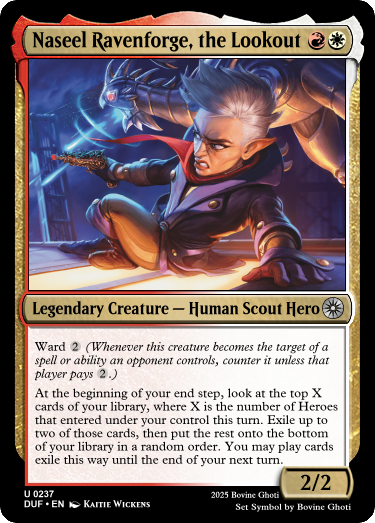 Naseel Ravenforge, the Lookout
Legendary Creature — Human Scout Hero
Ward 2 (Whenever this creature becomes the target of a
spell or ability an opponent controls, counter it unless that
player pays 2.)
At the beginning of your end step, look at the top X
cards of your library, where X is the number of Heroes
that entered under your control this turn. Exile up to
two of those cards, then put the rest onto the bottom
of your library in a random order. You may play cards
exile this way until the end of your next turn.
2/2
U 0237
DUF • EN Kaitie Wickens
2025 Bovine Ghoti
Set Symbol by Bovine Ghoti